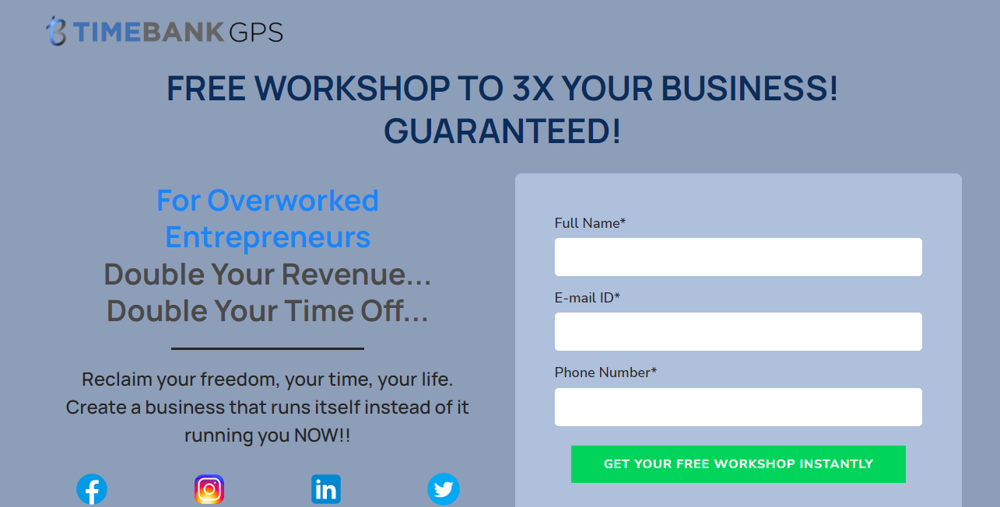 TIMEBANK GPS
FREE WORKSHOP TO 3X YOUR BUSINESS!
GUARANTEED!
For Overworked
Entrepreneurs
Double Your Revenue...
Double Your Time Off...
Reclaim your freedom, your time, your life.
Create a business that runs itself instead of it
running you NOW!!
Full Name*
E-mail ID*
Phone Number*
GET YOUR FREE WORKSHOP INSTANTLY